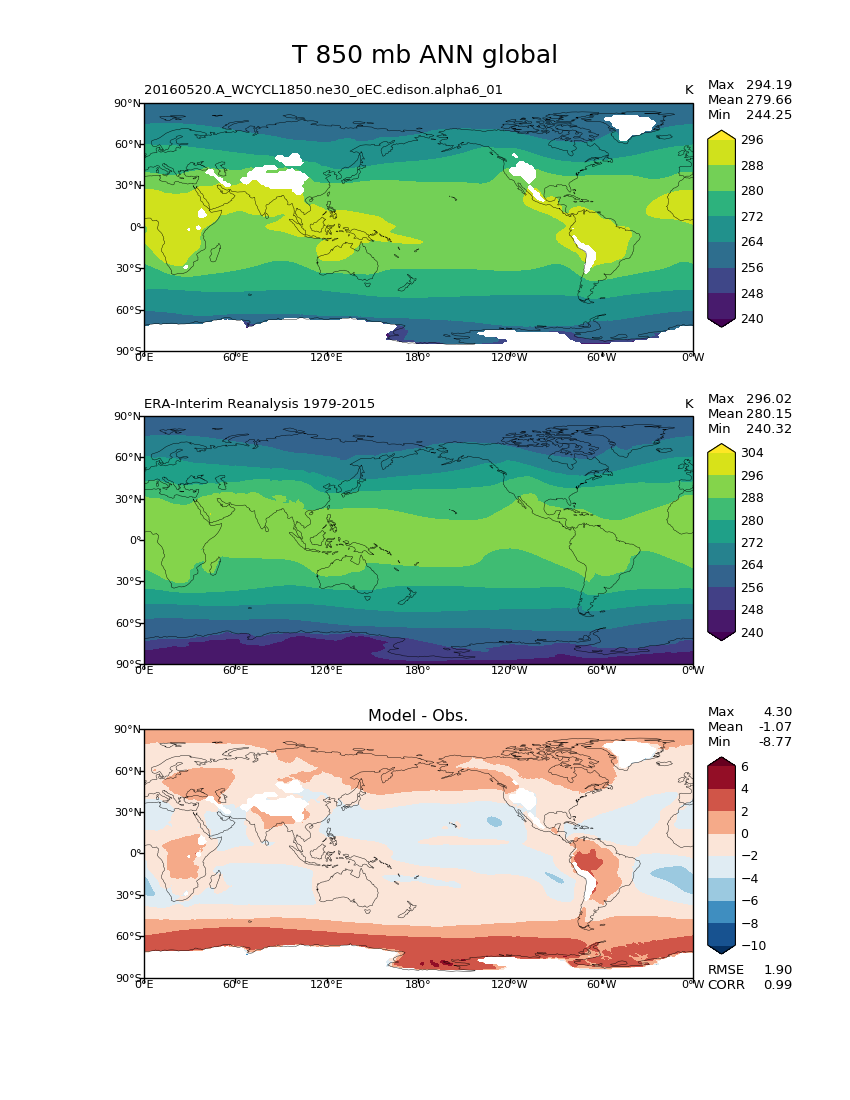 T 850 mb ANN global
20160520.A_WCYCL1850.ne30_oEC.edison.alpha6_01 K
Max 294.19
Mean 279.66
Min 244.25
90°N
60°N
30°N
0°
30°S
60°S
90°S
0°E 60°E 120°E 180° 120°W 60°W 0°W
296
288
280
272
264
256
248
240
ERA-Interim Reanalysis 1979-2015 K
Max 296.02
Mean 280.15
Min 240.32
90°N
60°N
30°N
0°
30°S
60°S
90°S
0°E 60°E 120°E 180° 120°W 60°W 0°W
304
296
288
280
272
264
256
248
240
Model - Obs.
Max 4.30
Mean -1.07
Min -8.77
90°N
60°N
30°N
0°
30°S
60°S
90°S
0°E 60°E 120°E 180° 120°W 60°W 0°W
6
4
2
0
−2
−4
−6
−8
−10
RMSE 1.90
CORR 0.99